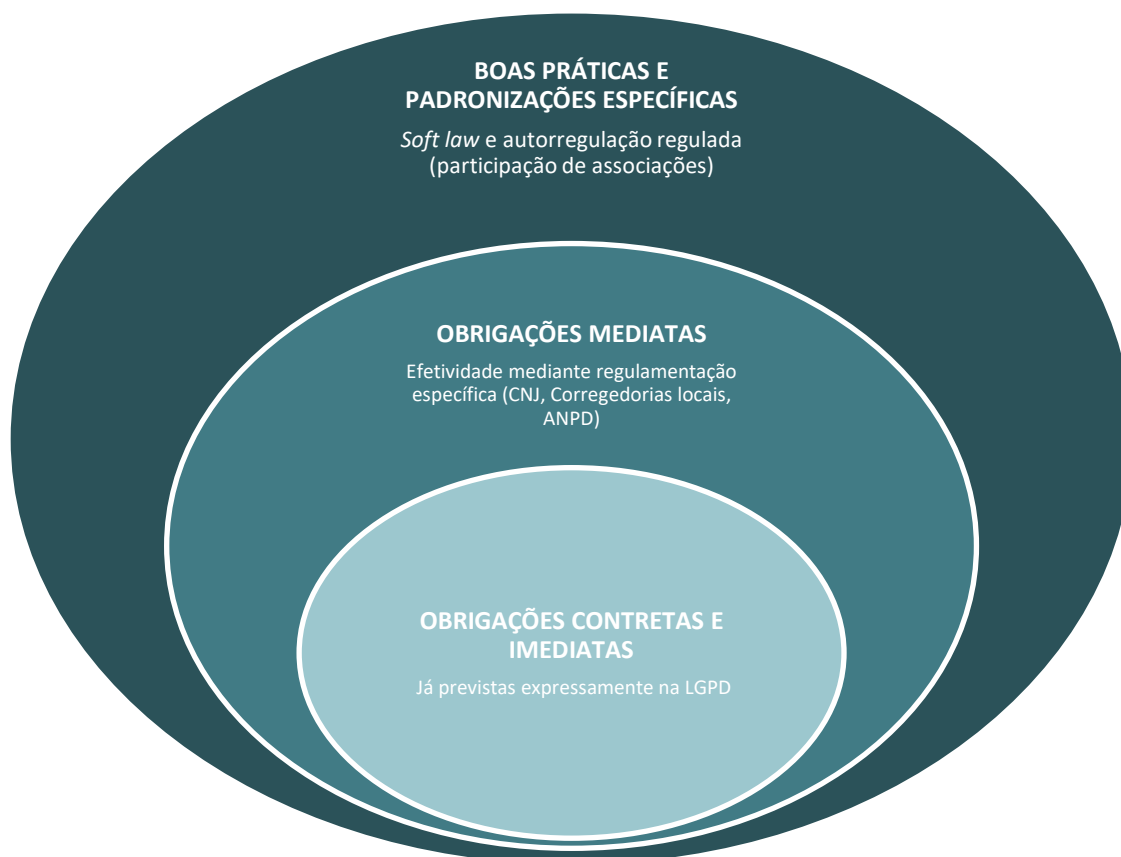 BOAS PRÁTICAS E
PADRONIZAÇÕES ESPECÍFICAS
Soft law e autorregulação regulada
(participação de associações)
OBRIGAÇÕES MEDIATAS
Efetividade mediante regulamentação
específica (CNJ, Corregedorias locais,
ANPD)
OBRIGAÇÕES CONTRETAS E
IMEDIATAS
Já previstas expressamente na LGPD